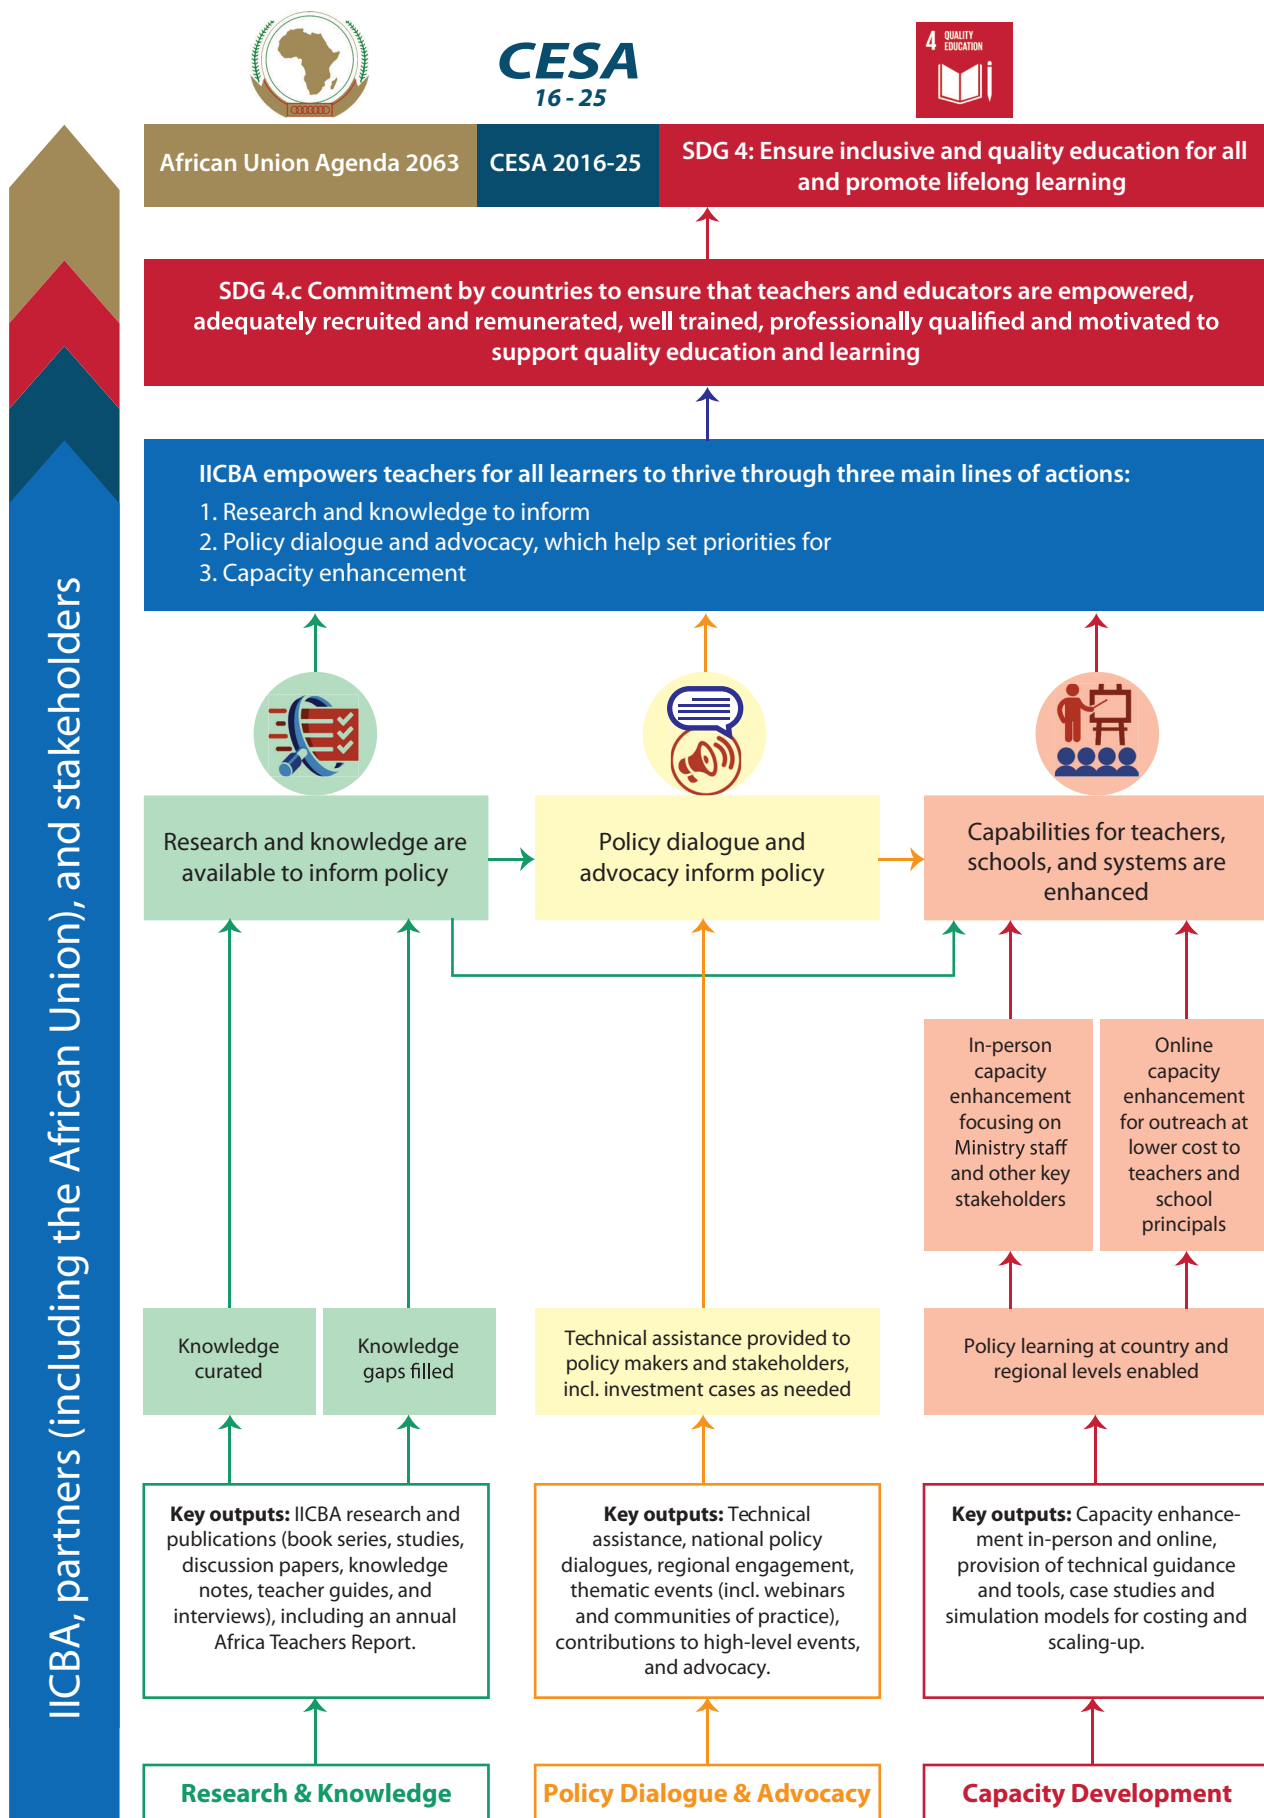 CESA
16 - 25
4 QUALITY
EDUCATION
African Union Agenda 2063
CESA 2016-25
SDG 4: Ensure inclusive and quality education for all
and promote lifelong learning
SDG 4.c Commitment by countries to ensure that teachers and educators are empowered,
adequately recruited and remunerated, well trained, professionally qualified and motivated to
support quality education and learning
IICBA empowers teachers for all learners to thrive through three main lines of actions:
1. Research and knowledge to inform
2. Policy dialogue and advocacy, which help set priorities for
3. Capacity enhancement
IICBA, partners (including the African Union), and stakeholders
Research and knowledge are
available to inform policy
Policy dialogue and
advocacy inform policy
Capabilities for teachers,
schools, and systems are
enhanced
In-person
capacity
enhancement
focusing on
Ministry staff
and other key
stakeholders
Online
capacity
enhancement
for outreach at
lower cost to
teachers and
school
principals
Knowledge
curated
Knowledge
gaps filled
Technical assistance provided to
policy makers and stakeholders,
incl. investment cases as needed
Policy learning at country and
regional levels enabled
Key outputs: IICBA research and
publications (book series, studies,
discussion papers, knowledge
notes, teacher guides, and
interviews), including an annual
Africa Teachers Report.
Key outputs: Technical
assistance, national policy
dialogues, regional engagement,
thematic events (incl. webinars
and communities of practice),
contributions to high-level events,
and advocacy.
Key outputs: Capacity enhance-
ment in-person and online,
provision of technical guidance
and tools, case studies and
simulation models for costing and
scaling-up.
Research & Knowledge
Policy Dialogue & Advocacy
Capacity Development